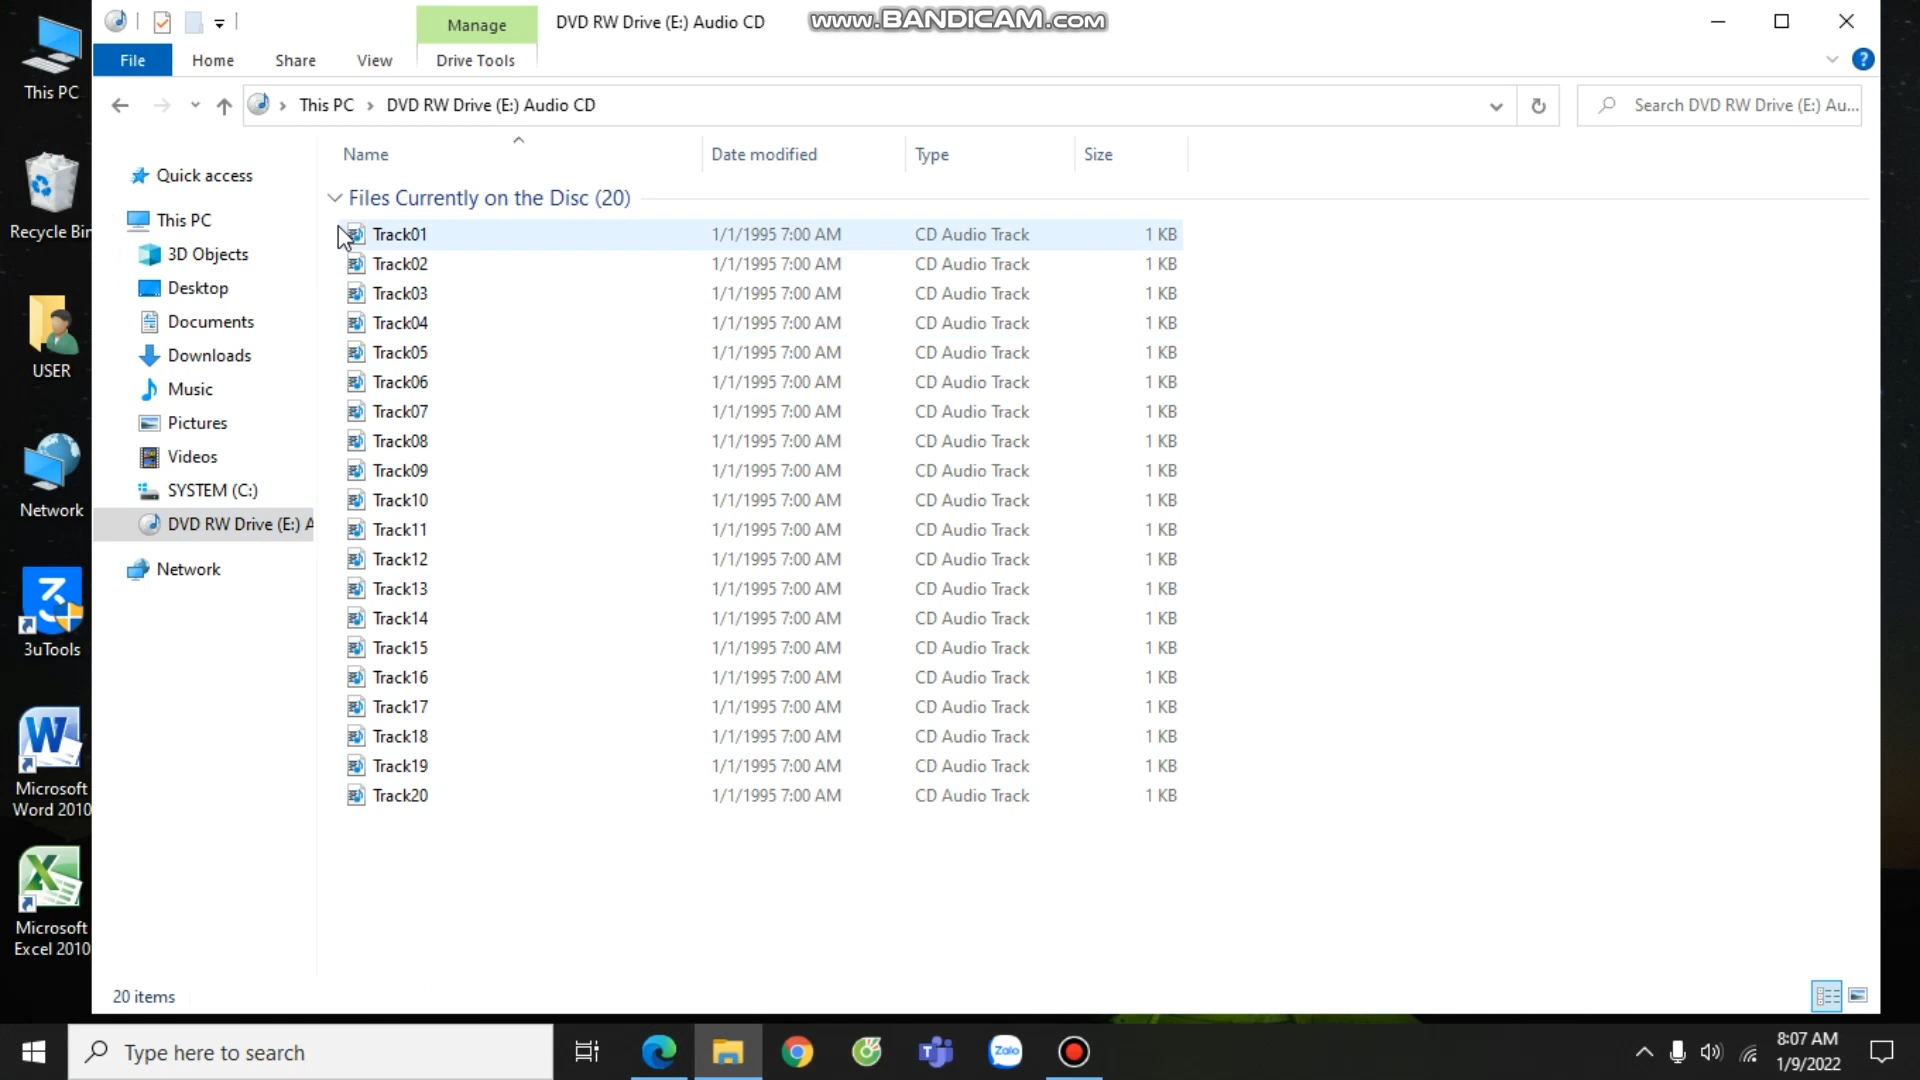 This PC
Recycle Bin
USER
Network
3uTools
Microsoft
Word 2010
Microsoft
Excel 2010
Manage
DVD RW Drive (E:) Audio CD
www.BANDICAM.com
File
Home
Share
View
Drive Tools
This PC
DVD RW Drive (E:) Audio CD
Search DVD RW Drive (E:) Au...
Quick access
This PC
3D Objects
Desktop
Documents
Downloads
Music
Pictures
Videos
SYSTEM (C:)
DVD RW Drive (E:) A
Network
Name
Date modified
Type
Size
Files Currently on the Disc (20)
Track01 1/1/1995 7:00 AM CD Audio Track 1 KB
Track02 1/1/1995 7:00 AM CD Audio Track 1 KB
Track03 1/1/1995 7:00 AM CD Audio Track 1 KB
Track04 1/1/1995 7:00 AM CD Audio Track 1 KB
Track05 1/1/1995 7:00 AM CD Audio Track 1 KB
Track06 1/1/1995 7:00 AM CD Audio Track 1 KB
Track07 1/1/1995 7:00 AM CD Audio Track 1 KB
Track08 1/1/1995 7:00 AM CD Audio Track 1 KB
Track09 1/1/1995 7:00 AM CD Audio Track 1 KB
Track10 1/1/1995 7:00 AM CD Audio Track 1 KB
Track11 1/1/1995 7:00 AM CD Audio Track 1 KB
Track12 1/1/1995 7:00 AM CD Audio Track 1 KB
Track13 1/1/1995 7:00 AM CD Audio Track 1 KB
Track14 1/1/1995 7:00 AM CD Audio Track 1 KB
Track15 1/1/1995 7:00 AM CD Audio Track 1 KB
Track16 1/1/1995 7:00 AM CD Audio Track 1 KB
Track17 1/1/1995 7:00 AM CD Audio Track 1 KB
Track18 1/1/1995 7:00 AM CD Audio Track 1 KB
Track19 1/1/1995 7:00 AM CD Audio Track 1 KB
Track20 1/1/1995 7:00 AM CD Audio Track 1 KB
20 items
Type here to search
Zalo
8:07 AM
1/9/2022